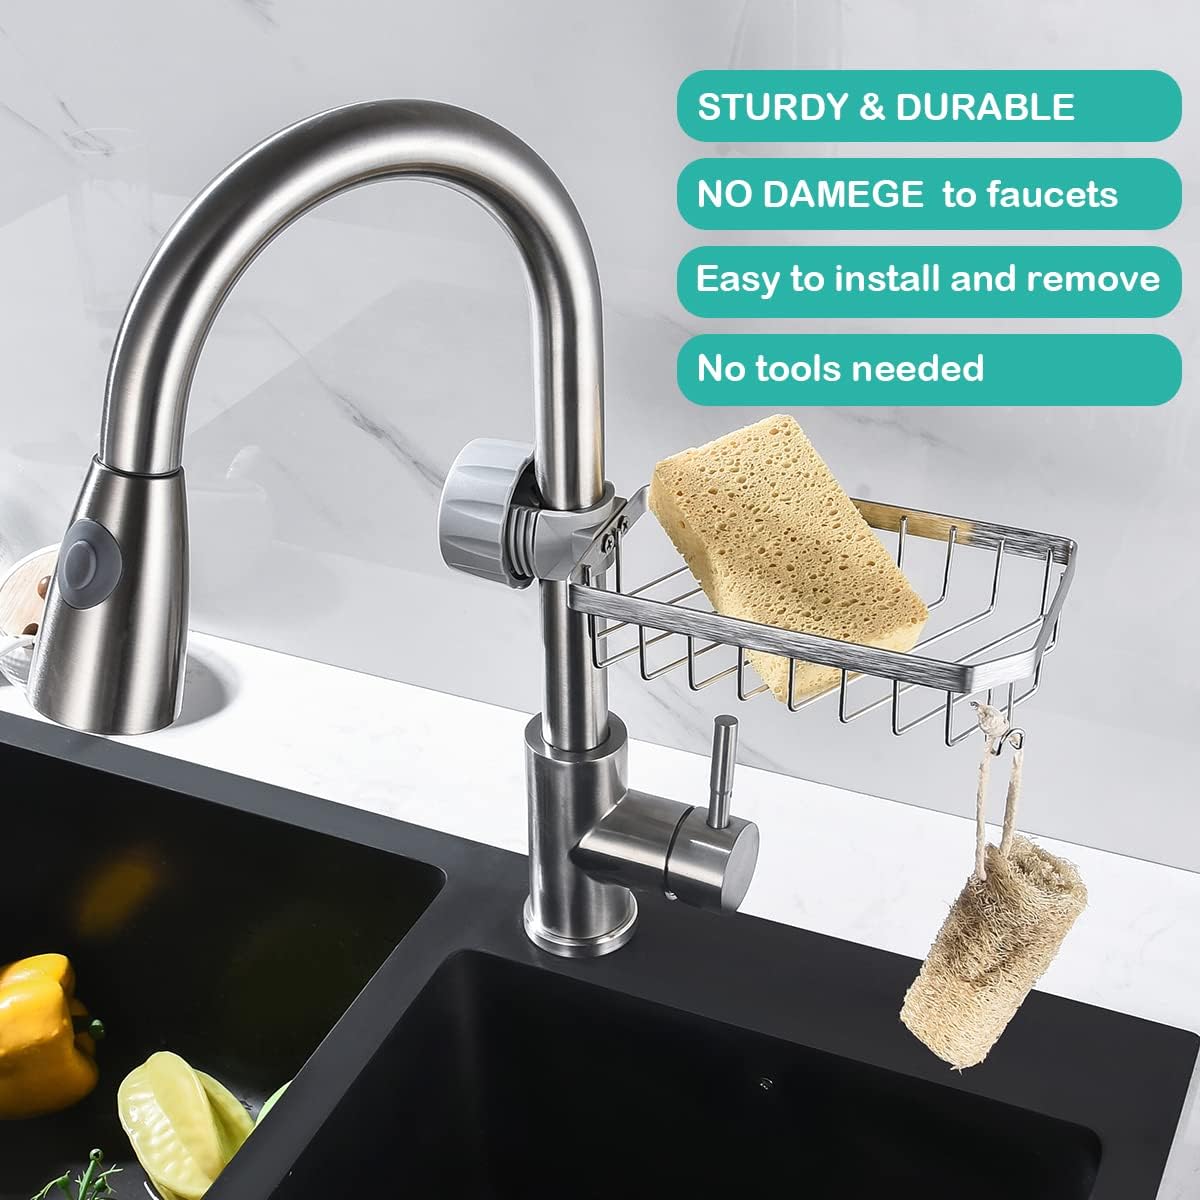 STURDY & DURABLE
NO DAMEGE to faucets
Easy to install and remove
No tools needed